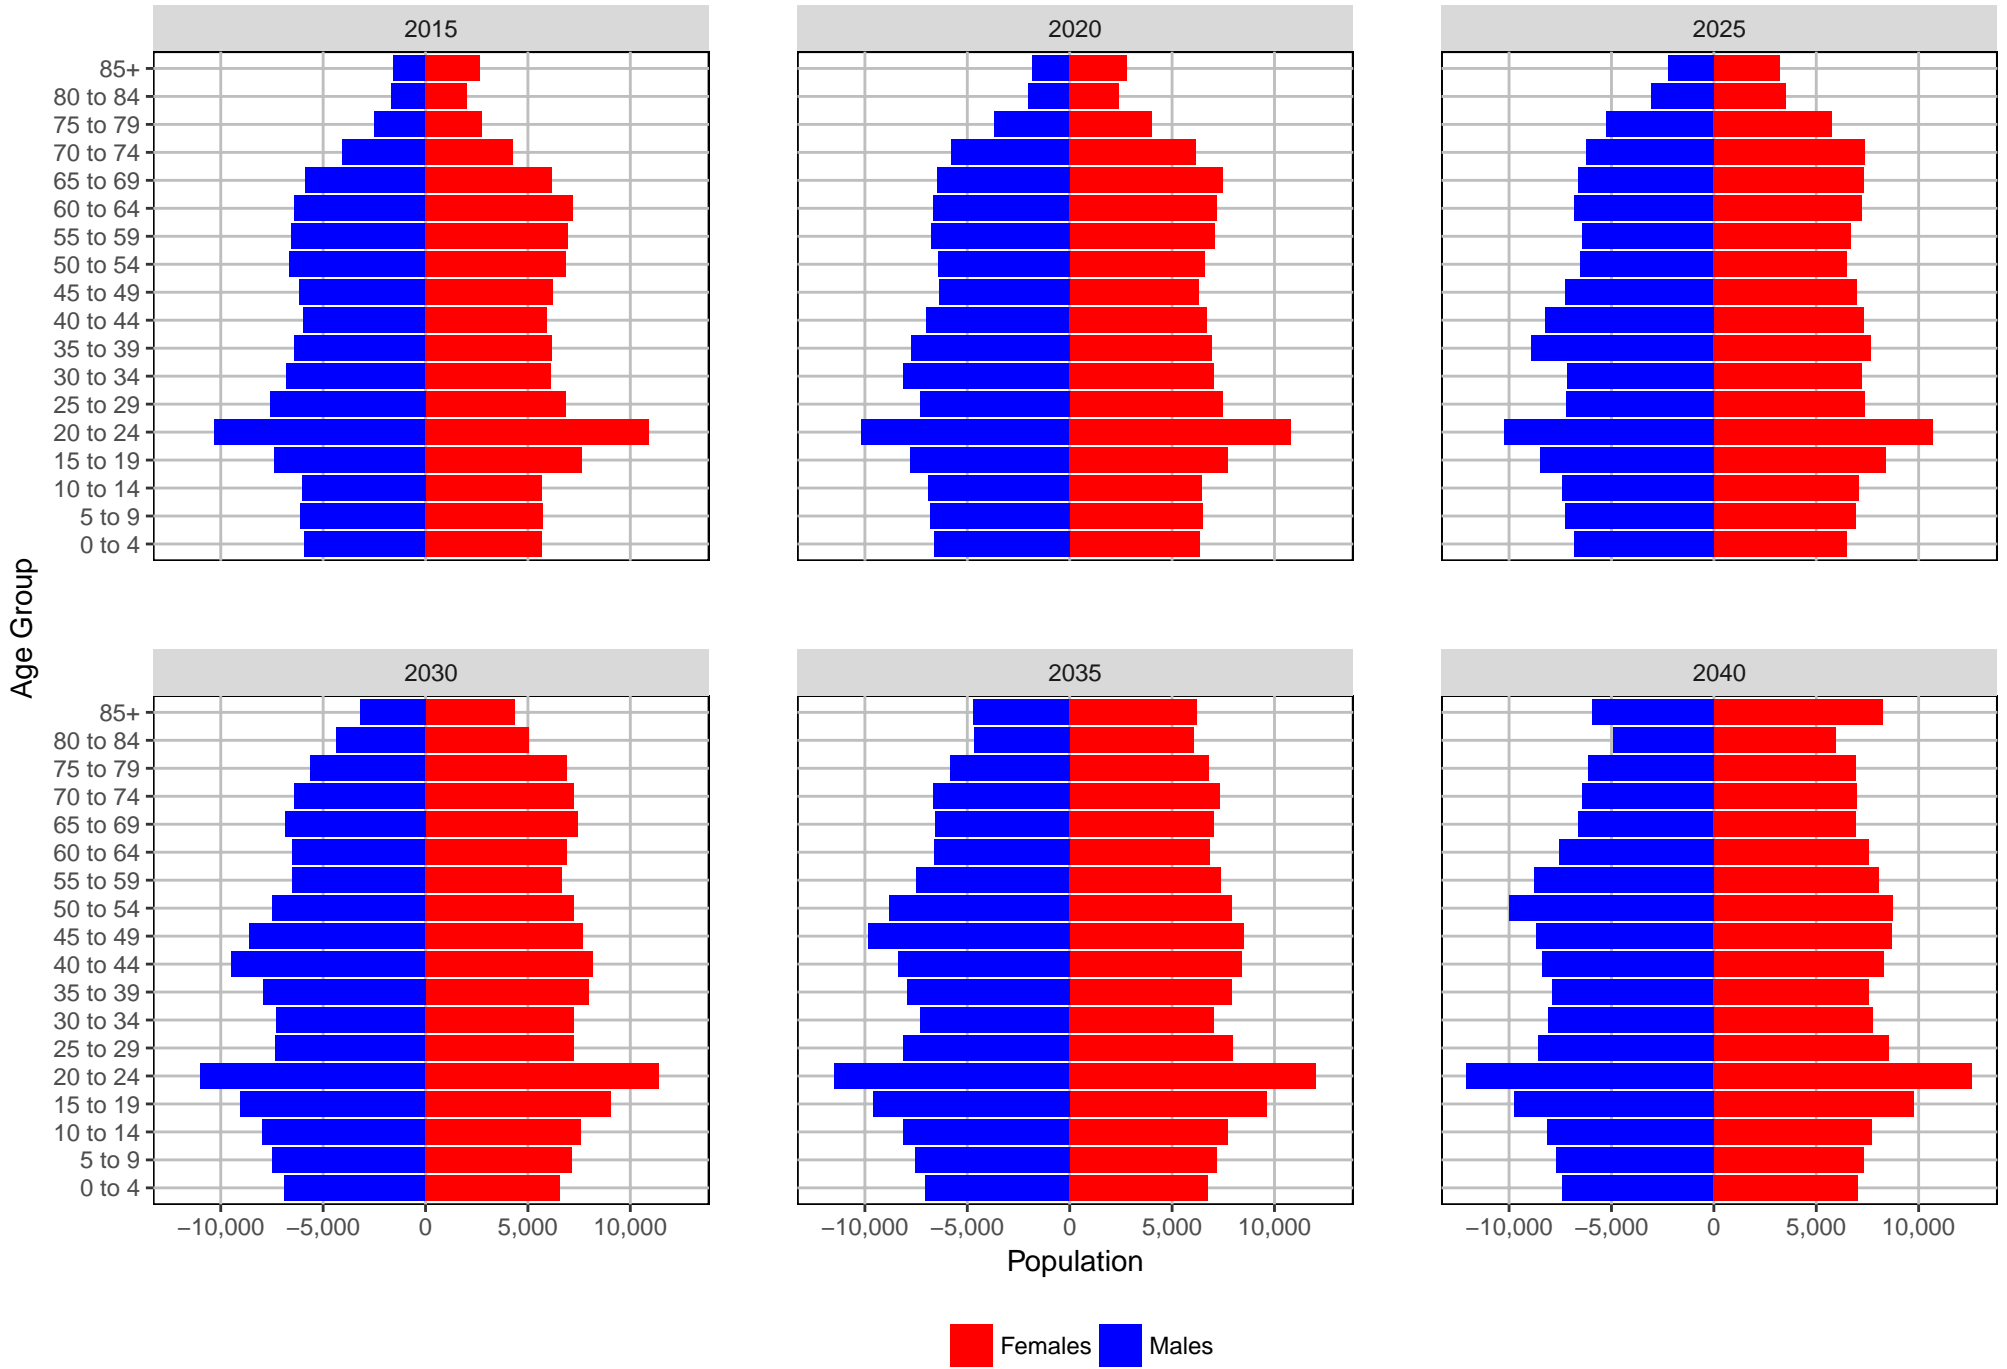 2015 2020 2025
85+
80 to 84
75 to 79
70 to 74
65 to 69
60 to 64
55 to 59
50 to 54
45 to 49
40 to 44
35 to 39
30 to 34
25 to 29
20 to 24
15 to 19
10 to 14
5 to 9
0 to 4
Age Group
2030 2035 2040
85+
80 to 84
75 to 79
70 to 74
65 to 69
60 to 64
55 to 59
50 to 54
45 to 49
40 to 44
35 to 39
30 to 34
25 to 29
20 to 24
15 to 19
10 to 14
5 to 9
0 to 4
−10,000 −5,000 0 5,000 10,000 −10,000 −5,000 0 5,000 10,000 −10,000 −5,000 0 5,000 10,000
Population
Females Males